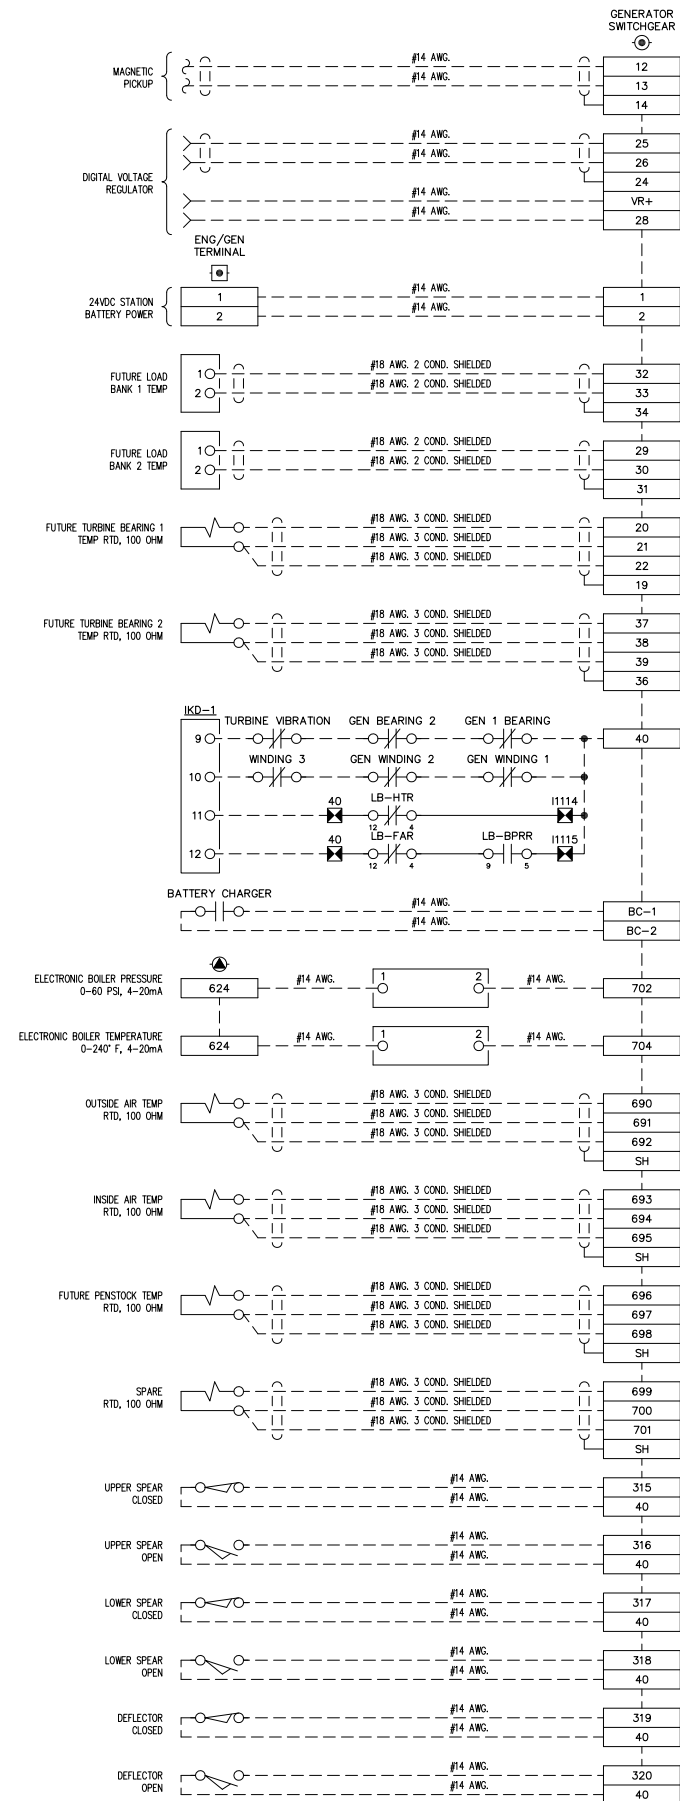 GENERATOR
SWITCHGEAR
MAGNETIC
PICKUP
#14 AWG.
#14 AWG.
12
13
14
DIGITAL VOLTAGE
REGULATOR
#14 AWG.
#14 AWG.
#14 AWG.
#14 AWG.
25
26
24
VR+
28
ENG/GEN
TERMINAL
24VDC STATION
BATTERY POWER
1
2
#14 AWG.
#14 AWG.
1
2
FUTURE LOAD
BANK 1 TEMP
1
2
#18 AWG. 2 COND. SHIELDED
#18 AWG. 2 COND. SHIELDED
32
33
34
FUTURE LOAD
BANK 2 TEMP
1
2
#18 AWG. 2 COND. SHIELDED
#18 AWG. 2 COND. SHIELDED
29
30
31
FUTURE TURBINE BEARING 1
TEMP RTD, 100 OHM
#18 AWG. 3 COND. SHIELDED
#18 AWG. 3 COND. SHIELDED
#18 AWG. 3 COND. SHIELDED
20
21
22
19
FUTURE TURBINE BEARING 2
TEMP RTD, 100 OHM
#18 AWG. 3 COND. SHIELDED
#18 AWG. 3 COND. SHIELDED
#18 AWG. 3 COND. SHIELDED
37
38
39
36
IKD-1
TURBINE VIBRATION GEN BEARING 2 GEN 1 BEARING
9
40
WINDING 3 GEN WINDING 2 GEN WINDING 1
10
40 LB-HTR I1114
11
12 4
40 LB-FAR LB-BPRR I1115
12
12 4 9 5
BATTERY CHARGER
#14 AWG.
#14 AWG.
BC-1
BC-2
ELECTRONIC BOILER PRESSURE
0-60 PSI, 4-20mA
624
#14 AWG.
1 2
#14 AWG.
702
ELECTRONIC BOILER TEMPERATURE
0-240° F, 4-20mA
624
#14 AWG.
1 2
#14 AWG.
704
OUTSIDE AIR TEMP
RTD, 100 OHM
#18 AWG. 3 COND. SHIELDED
#18 AWG. 3 COND. SHIELDED
#18 AWG. 3 COND. SHIELDED
690
691
692
SH
INSIDE AIR TEMP
RTD, 100 OHM
#18 AWG. 3 COND. SHIELDED
#18 AWG. 3 COND. SHIELDED
#18 AWG. 3 COND. SHIELDED
693
694
695
SH
FUTURE PENSTOCK TEMP
RTD, 100 OHM
#18 AWG. 3 COND. SHIELDED
#18 AWG. 3 COND. SHIELDED
#18 AWG. 3 COND. SHIELDED
696
697
698
SH
SPARE
RTD, 100 OHM
#18 AWG. 3 COND. SHIELDED
#18 AWG. 3 COND. SHIELDED
#18 AWG. 3 COND. SHIELDED
699
700
701
SH
UPPER SPEAR
CLOSED
#14 AWG.
#14 AWG.
315
40
UPPER SPEAR
OPEN
#14 AWG.
#14 AWG.
316
40
LOWER SPEAR
CLOSED
#14 AWG.
#14 AWG.
317
40
LOWER SPEAR
OPEN
#14 AWG.
#14 AWG.
318
40
DEFLECTOR
CLOSED
#14 AWG.
#14 AWG.
319
40
DEFLECTOR
OPEN
#14 AWG.
#14 AWG.
320
40